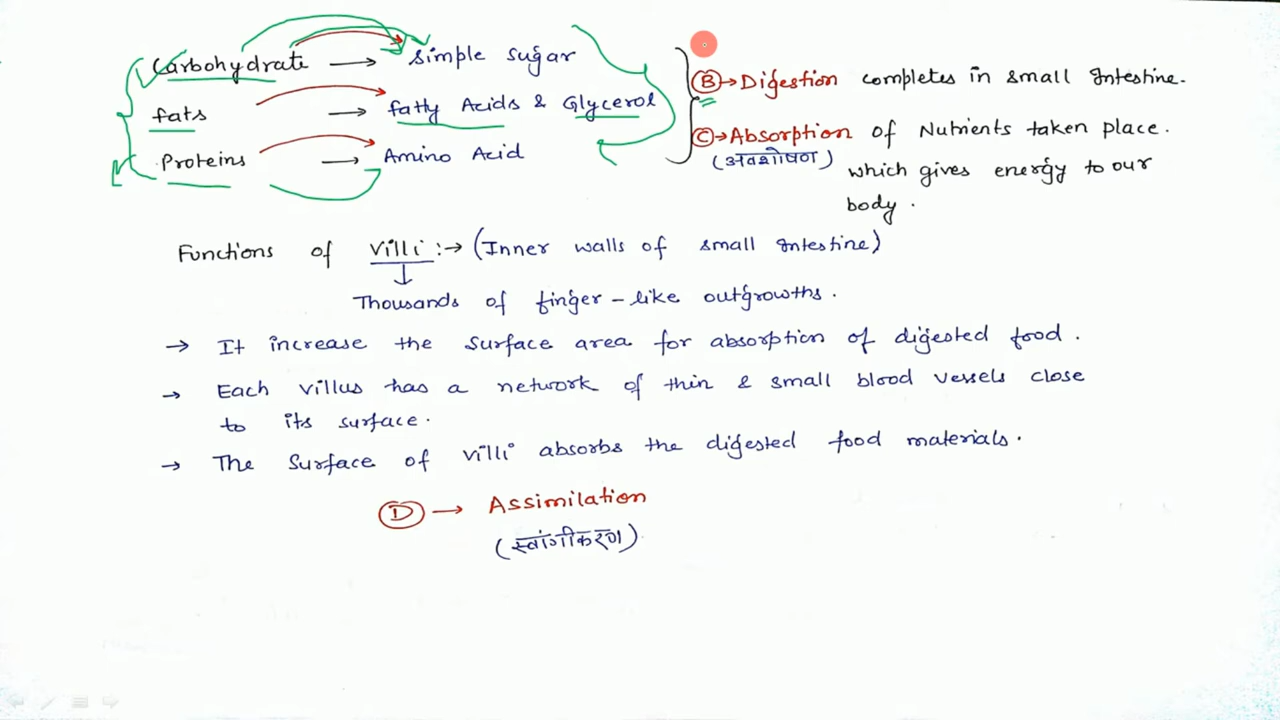 Carbohydrate → Simple Sugar
fats → fatty Acids & Glycerol
Proteins → Amino Acid
(B) → Digestion completes in small Intestine.
(C) → Absorption of Nutrients taken place.
(अवशोषण) which gives energy to our
body.
Functions of villi :→ (Inner walls of small Intestine)
Thousands of finger-like outgrowths.
→ It increase the surface area for absorption of digested food.
→ Each villus has a network of thin & small blood vessels close
to its surface.
→ The surface of villi absorbs the digested food materials.
(D) → Assimilation
(स्वांगीकरण)